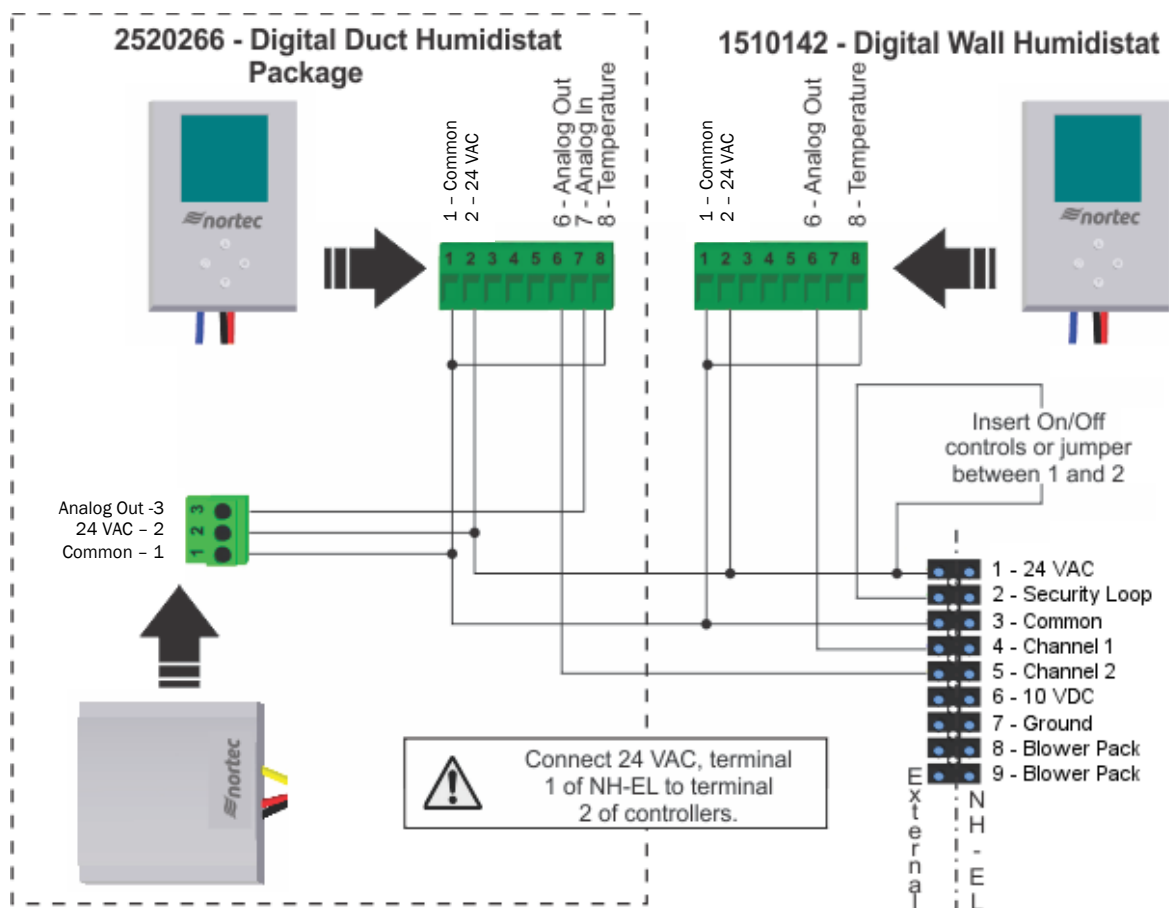 2520266 - Digital Duct Humidistat
Package
nortec
1 – Common
2 – 24 VAC
6 - Analog Out
7 - Analog In
8 - Temperature
1 2 3 4 5 6 7 8
Analog Out -3
24 VAC – 2
Common – 1
3
2
1
nortec
1510142 - Digital Wall Humidistat
1 – Common
2 – 24 VAC
6 - Analog Out
8 - Temperature
1 2 3 4 5 6 7 8
nortec
Insert On/Off
controls or jumper
between 1 and 2
1 - 24 VAC
2 - Security Loop
3 - Common
4 - Channel 1
5 - Channel 2
6 - 10 VDC
7 - Ground
8 - Blower Pack
9 - Blower Pack
External
NH-EL
Connect 24 VAC, terminal
1 of NH-EL to terminal
2 of controllers.